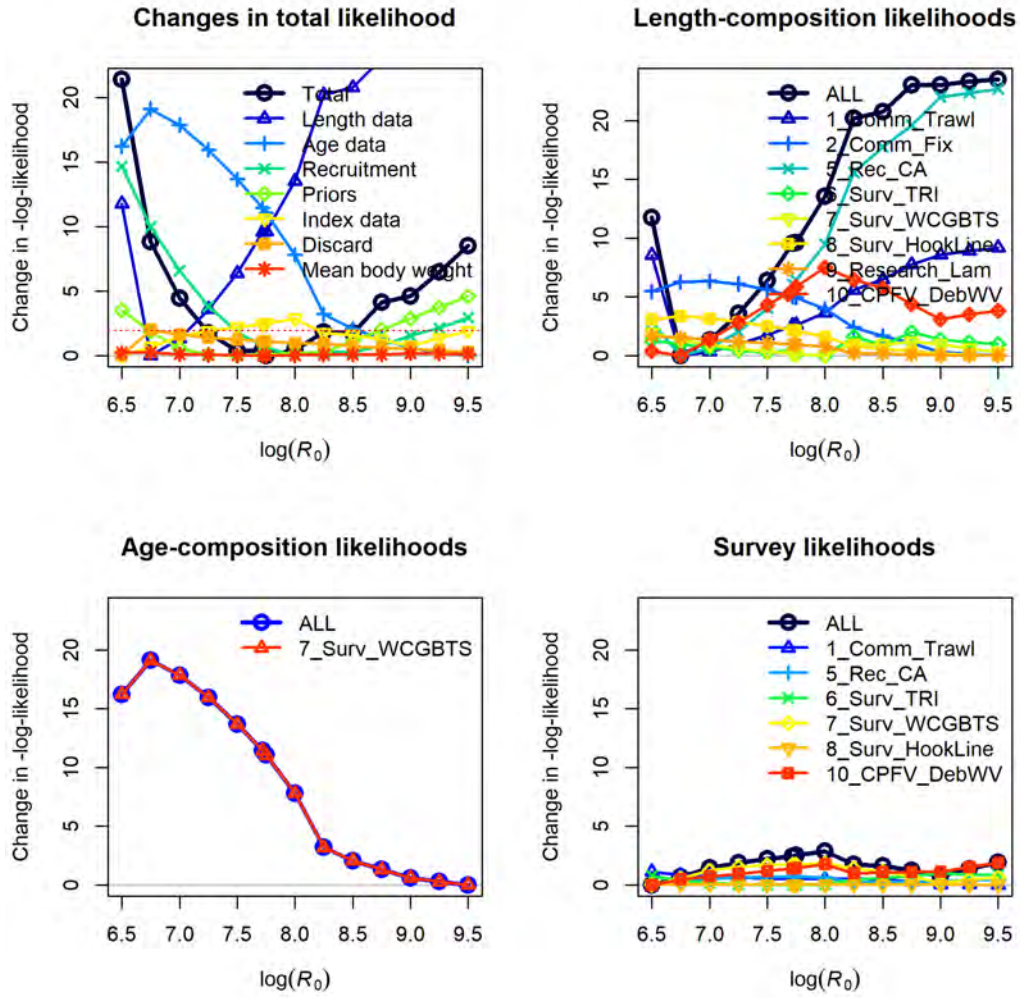 Changes in total likelihood
Change in -log-likelihood
20
15
10
5
0
Total
Length data
Age data
Recruitment
Priors
Index data
Discard
Mean body weight
6.5 7.0 7.5 8.0 8.5 9.0 9.5
log(R₀)
Length-composition likelihoods
Change in -log-likelihood
20
15
10
5
0
ALL
1_Comm_Trawl
2_Comm_Fix
5_Rec_CA
6_Surv_TRI
7_Surv_WCGBTS
8_Surv_HookLine
9_Research_Lam
10_CPFV_DebWV
6.5 7.0 7.5 8.0 8.5 9.0 9.5
log(R₀)
Age-composition likelihoods
Change in -log-likelihood
20
15
10
5
0
ALL
7_Surv_WCGBTS
6.5 7.0 7.5 8.0 8.5 9.0 9.5
log(R₀)
Survey likelihoods
Change in -log-likelihood
20
15
10
5
0
ALL
1_Comm_Trawl
5_Rec_CA
6_Surv_TRI
7_Surv_WCGBTS
8_Surv_HookLine
10_CPFV_DebWV
6.5 7.0 7.5 8.0 8.5 9.0 9.5
log(R₀)